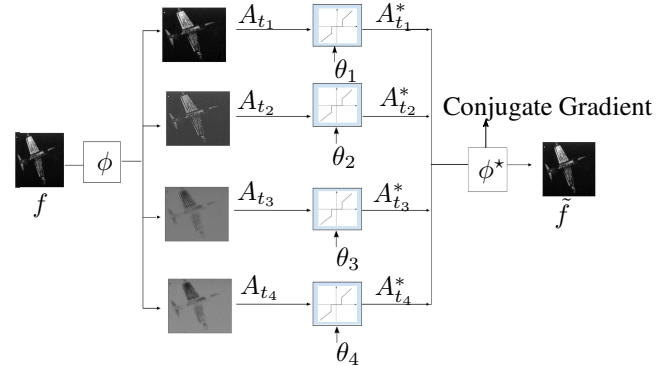 A_{t_1} A^*_{t_1}
θ_1
A_{t_2} A^*_{t_2}
Conjugate Gradient
θ_2
ϕ ϕ^⋆
f f̃
A_{t_3} A^*_{t_3}
θ_3
A_{t_4} A^*_{t_4}
θ_4